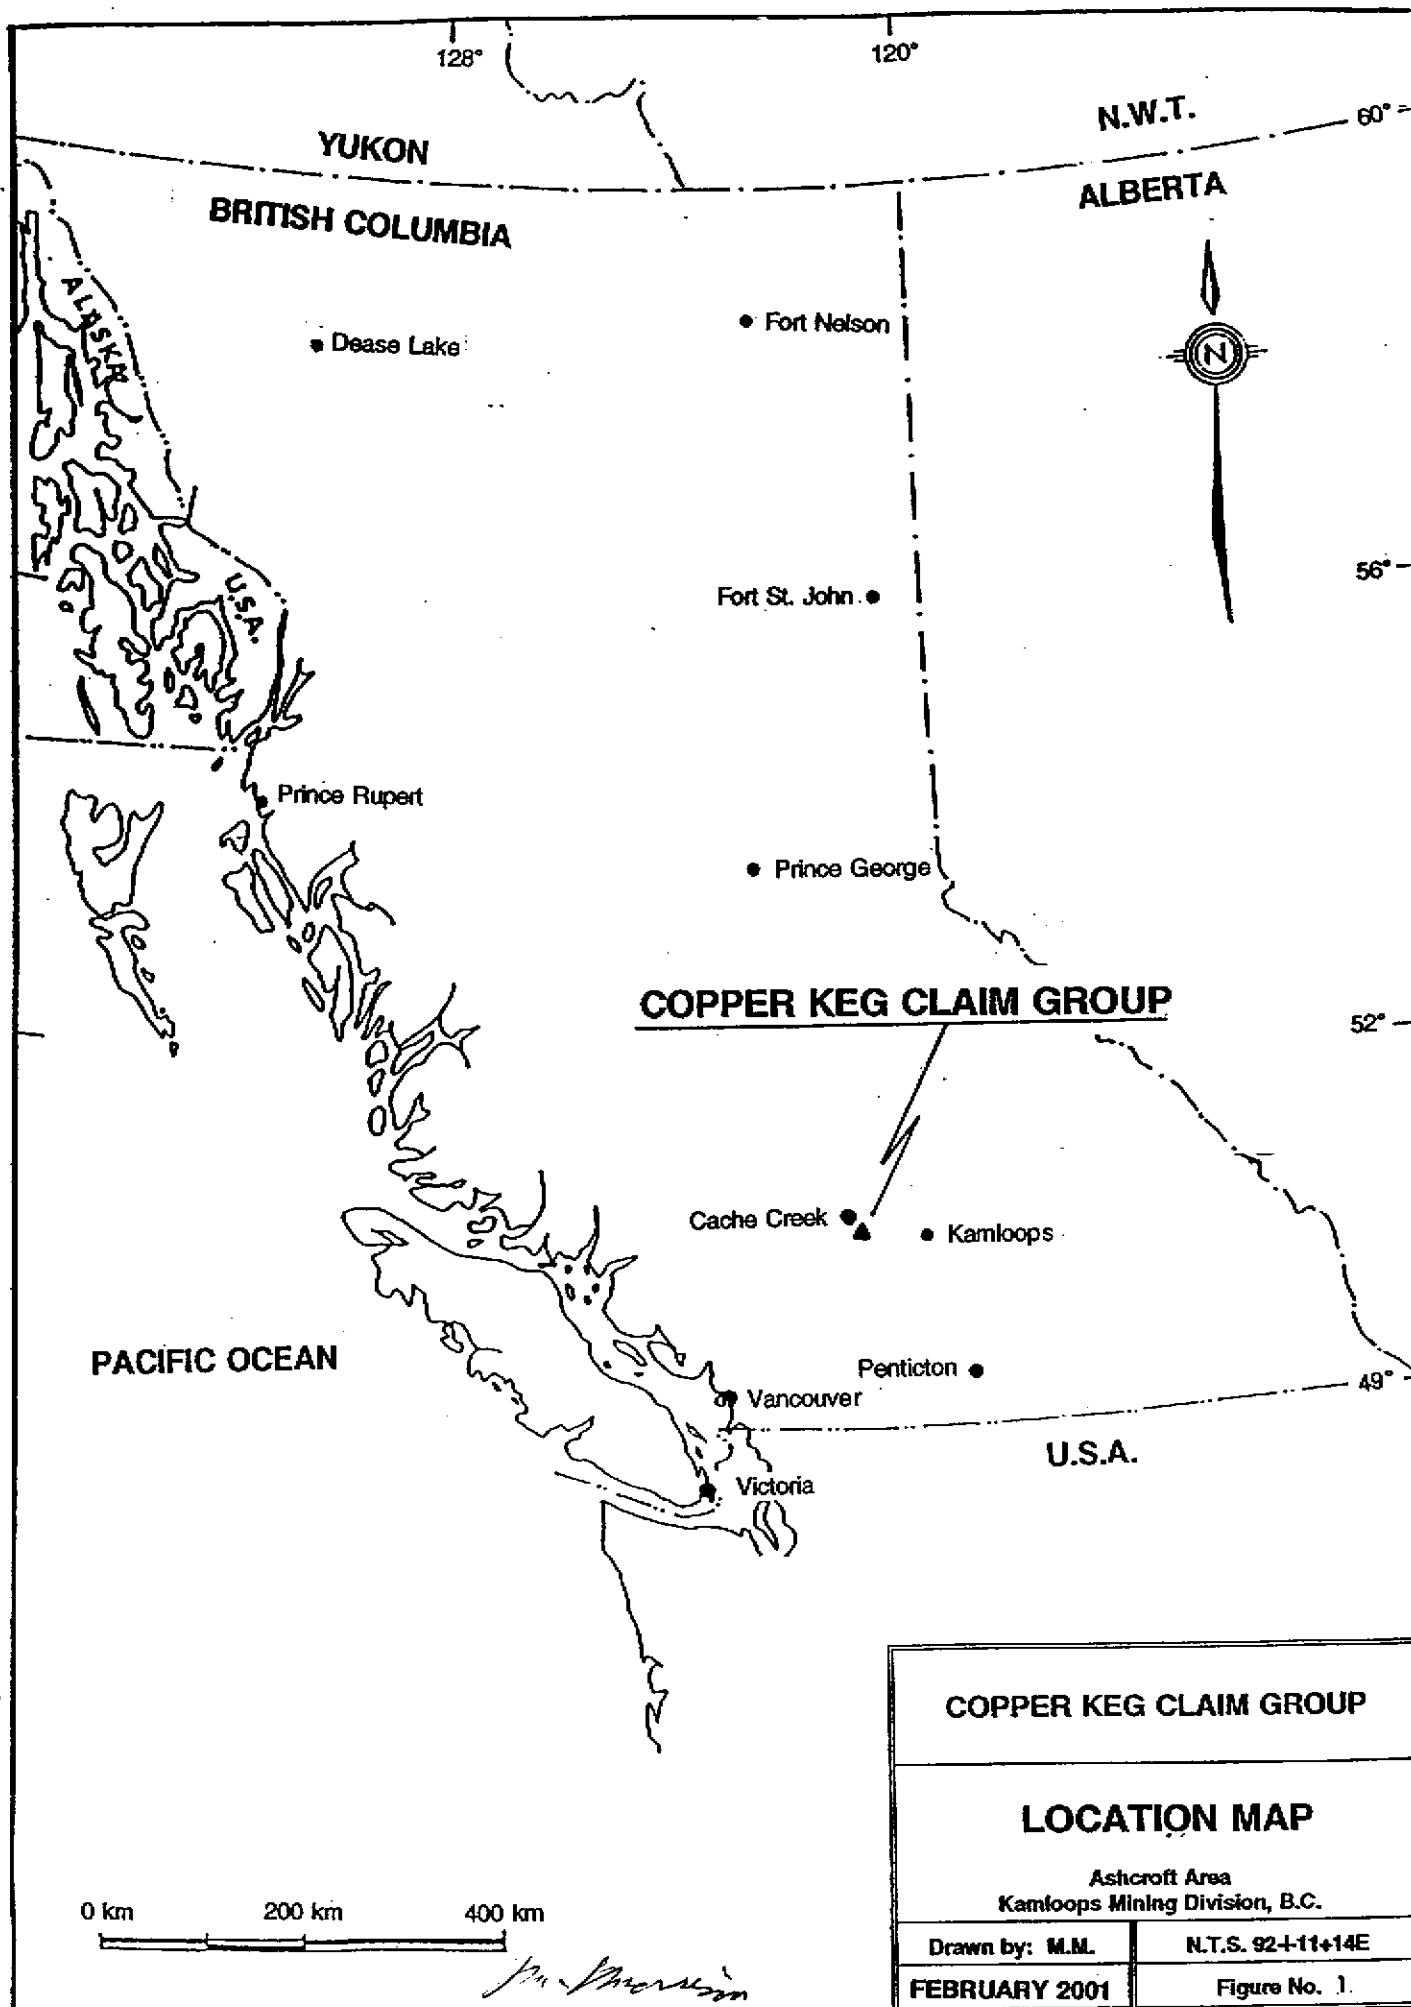 128°
120°
N.W.T.
60°
YUKON
ALBERTA
BRITISH COLUMBIA
ALASKA
Fort Nelson
Dease Lake
N
56°
Fort St. John
U.S.A.
Prince Rupert
Prince George
COPPER KEG CLAIM GROUP
52°
Cache Creek
Kamloops
PACIFIC OCEAN
Penticton
49°
Vancouver
U.S.A.
Victoria
COPPER KEG CLAIM GROUP
LOCATION MAP
Ashcroft Area
Kamloops Mining Division, B.C.
0 km 200 km 400 km
Drawn by: M.M.
N.T.S. 92-I-11+14E
FEBRUARY 2001
Figure No. 1